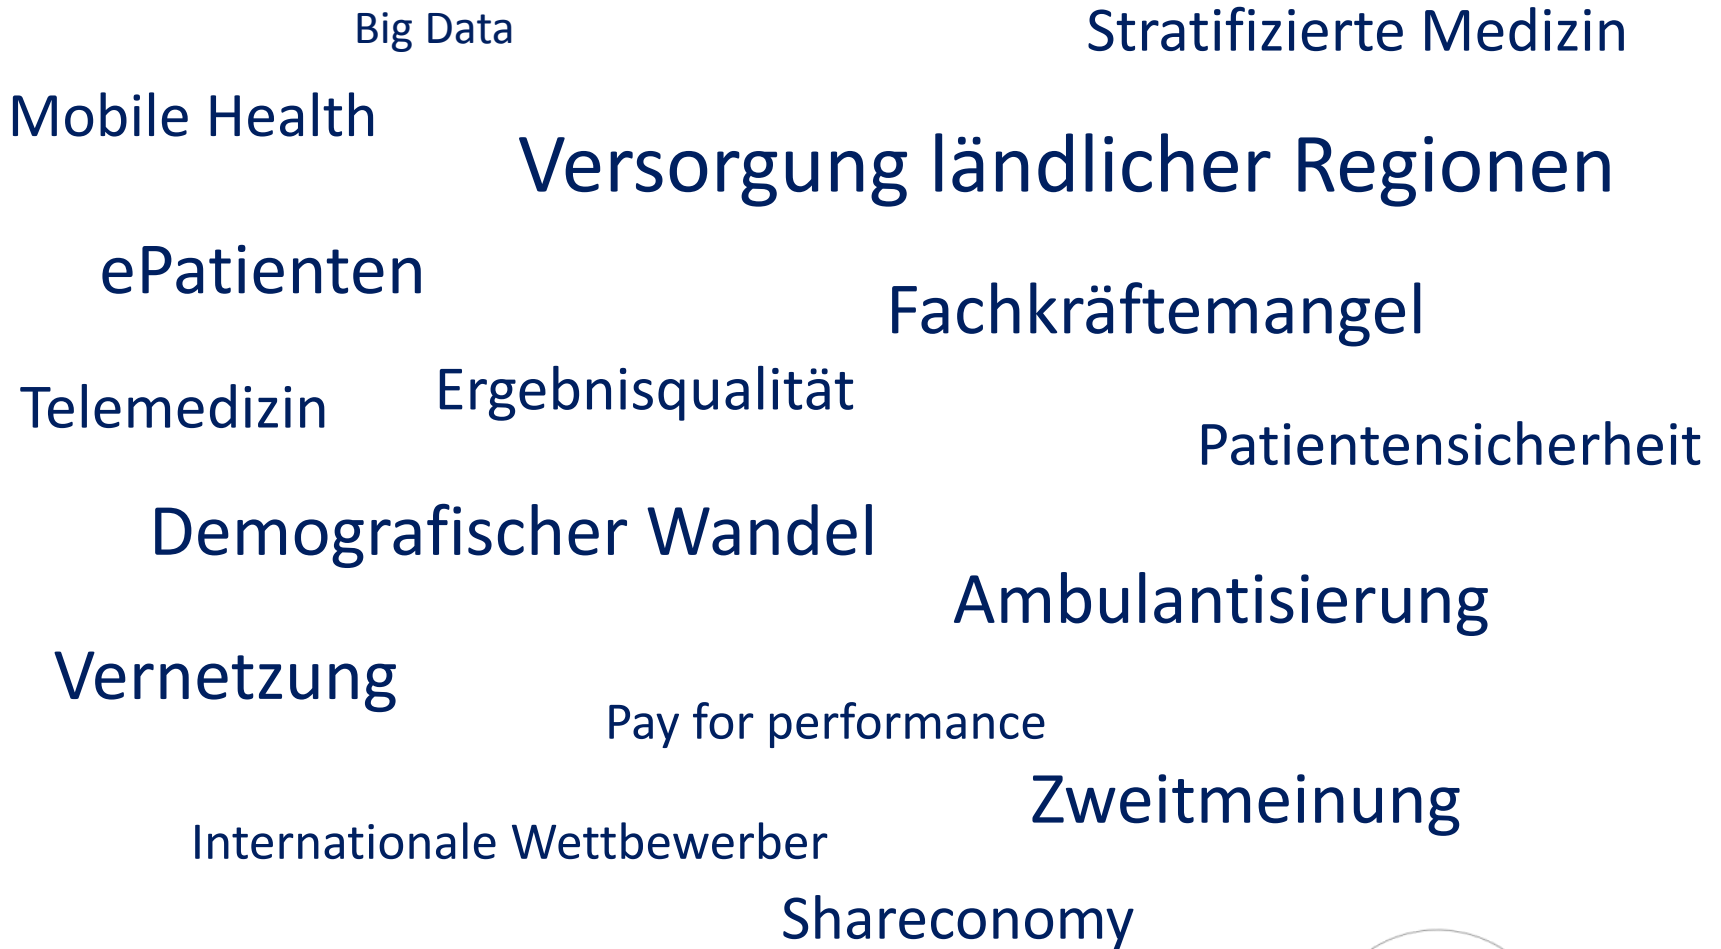 Big Data
Stratifizierte Medizin
Mobile Health
Versorgung ländlicher Regionen
ePatienten
Fachkräftemangel
Ergebnisqualität
Telemedizin
Patientensicherheit
Demografischer Wandel
Ambulantisierung
Vernetzung
Pay for performance
Zweitmeinung
Internationale Wettbewerber
Shareconomy